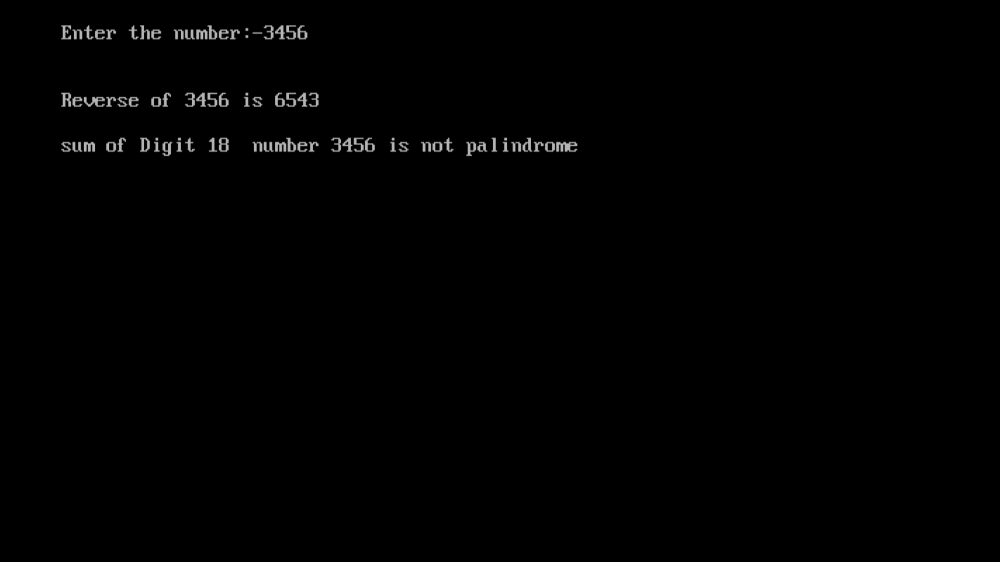 Enter the number:-3456
Reverse of 3456 is 6543
sum of Digit 18  number 3456 is not palindrome